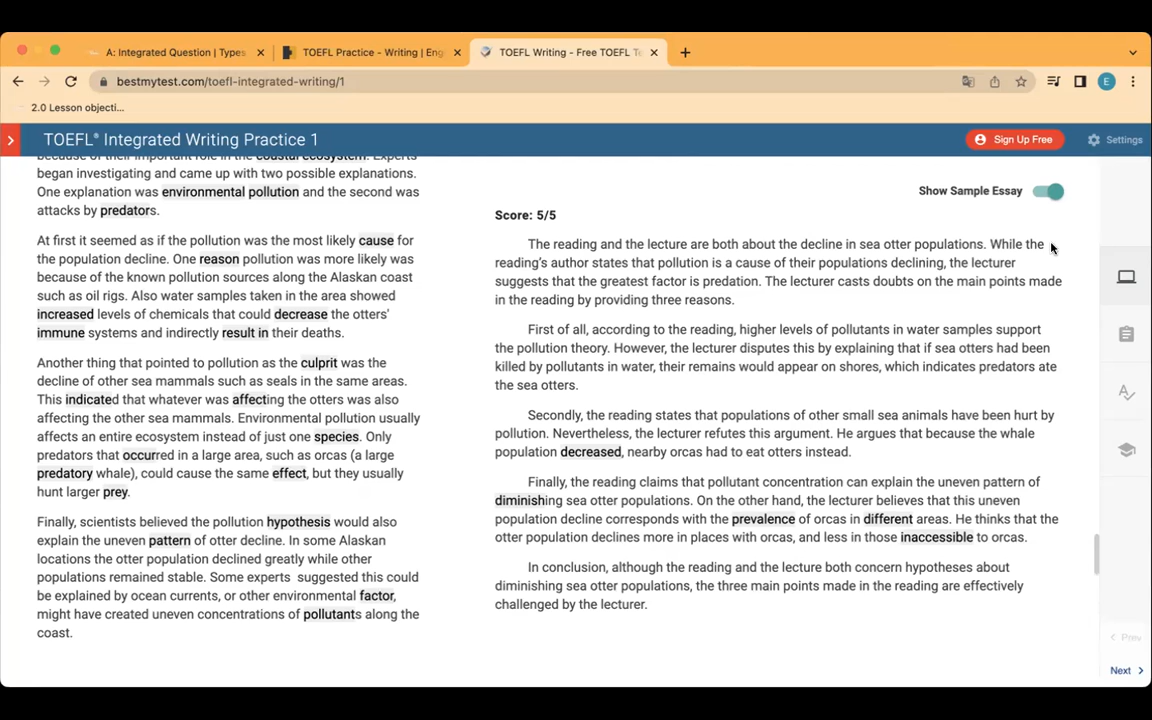 A: Integrated Question | Types
TOEFL Practice - Writing | Eng
TOEFL Writing - Free TOEFL Te
bestmytest.com/toefl-integrated-writing/1
E
2.0 Lesson objecti...
TOEFL® Integrated Writing Practice 1
Sign Up Free
Settings
because of their important role in the coastal ecosystem. Experts
began investigating and came up with two possible explanations.
One explanation was environmental pollution and the second was
attacks by predators.
At first it seemed as if the pollution was the most likely cause for
the population decline. One reason pollution was more likely was
because of the known pollution sources along the Alaskan coast
such as oil rigs. Also water samples taken in the area showed
increased levels of chemicals that could decrease the otters'
immune systems and indirectly result in their deaths.
Another thing that pointed to pollution as the culprit was the
decline of other sea mammals such as seals in the same areas.
This indicated that whatever was affecting the otters was also
affecting the other sea mammals. Environmental pollution usually
affects an entire ecosystem instead of just one species. Only
predators that occurred in a large area, such as orcas (a large
predatory whale), could cause the same effect, but they usually
hunt larger prey.
Finally, scientists believed the pollution hypothesis would also
explain the uneven pattern of otter decline. In some Alaskan
locations the otter population declined greatly while other
populations remained stable. Some experts suggested this could
be explained by ocean currents, or other environmental factor,
might have created uneven concentrations of pollutants along the
coast.
Show Sample Essay
Score: 5/5
The reading and the lecture are both about the decline in sea otter populations. While the
reading's author states that pollution is a cause of their populations declining, the lecturer
suggests that the greatest factor is predation. The lecturer casts doubts on the main points made
in the reading by providing three reasons.
First of all, according to the reading, higher levels of pollutants in water samples support
the pollution theory. However, the lecturer disputes this by explaining that if sea otters had been
killed by pollutants in water, their remains would appear on shores, which indicates predators ate
the sea otters.
Secondly, the reading states that populations of other small sea animals have been hurt by
pollution. Nevertheless, the lecturer refutes this argument. He argues that because the whale
population decreased, nearby orcas had to eat otters instead.
Finally, the reading claims that pollutant concentration can explain the uneven pattern of
diminishing sea otter populations. On the other hand, the lecturer believes that this uneven
population decline corresponds with the prevalence of orcas in different areas. He thinks that the
otter population declines more in places with orcas, and less in those inaccessible to orcas.
In conclusion, although the reading and the lecture both concern hypotheses about
diminishing sea otter populations, the three main points made in the reading are effectively
challenged by the lecturer.
Prev
Next